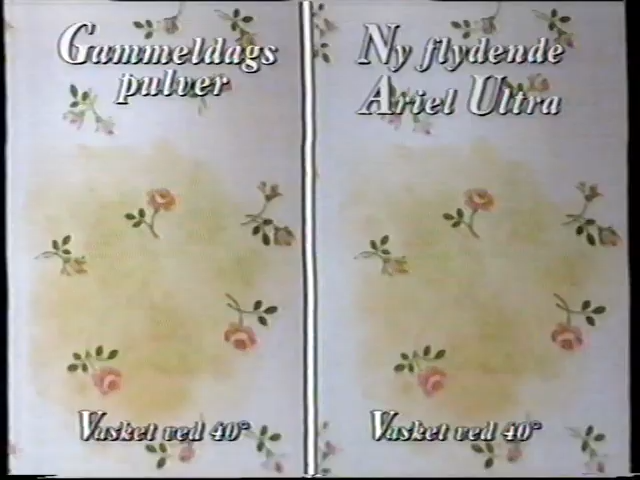 Gammeldags
pulver
Vasket ved 40°
Ny flydende
Ariel Ultra
Vasket ved 40°